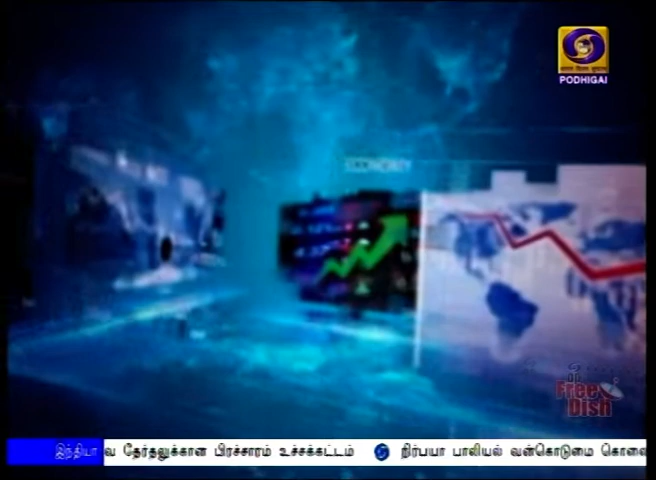 PODHIGAI
ECONOMY
Free
Dish
இந்தியா வ தேர்தலுக்கான பிரச்சாரம் உச்சக்கட்டம் நிர்பயா பாலியல் வன்கொடுமை கொலை